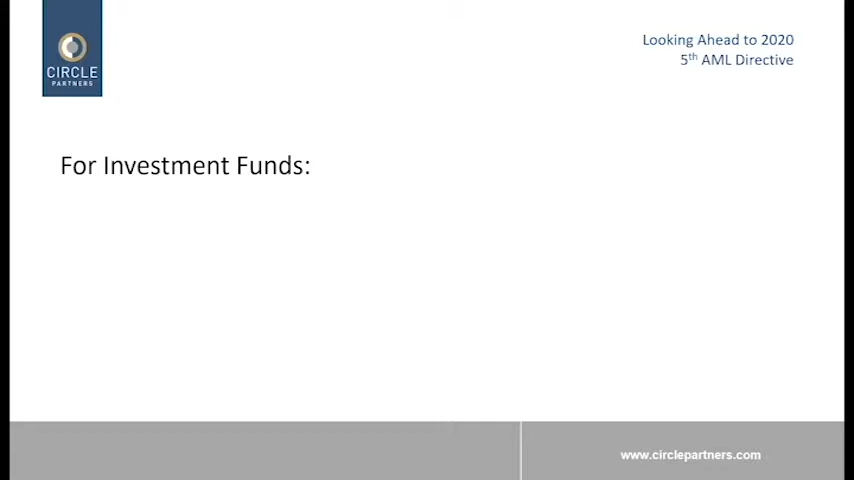 CIRCLE
PARTNERS
Looking Ahead to 2020
5th AML Directive
For Investment Funds:
www.circlepartners.com